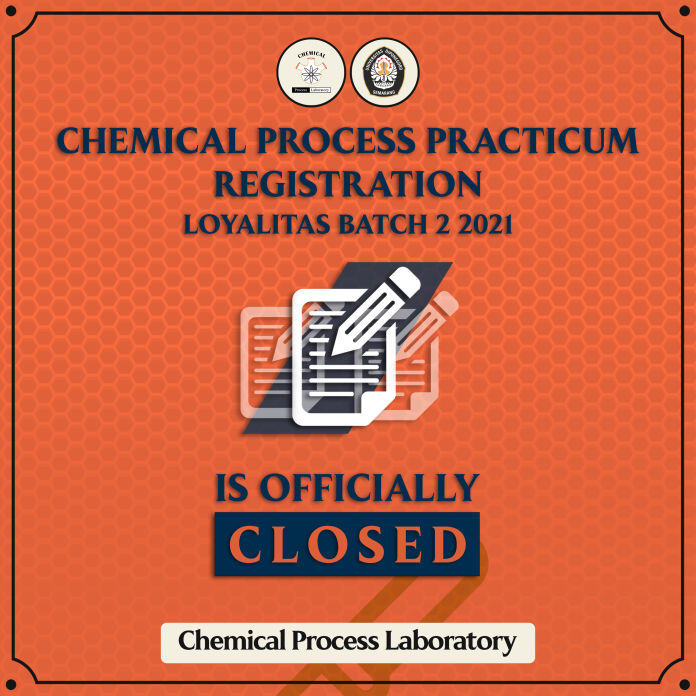 CHEMICAL
Process Laboratory
UNIVERSITAS DIPONEGORO
SEMARANG
CHEMICAL PROCESS PRACTICUM
REGISTRATION
LOYALITAS BATCH 2 2021
IS OFFICIALLY
CLOSED
Chemical Process Laboratory